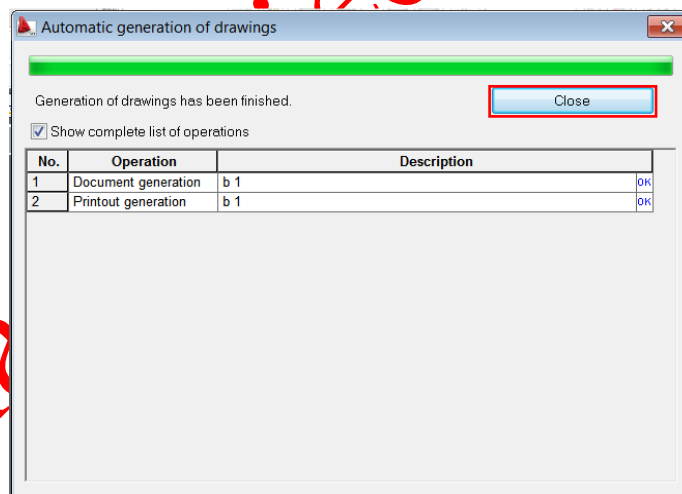 Automatic generation of drawings
Generation of drawings has been finished.
Close
Show complete list of operations
No. Operation Description
1 Document generation b 1 OK
2 Printout generation b 1 OK